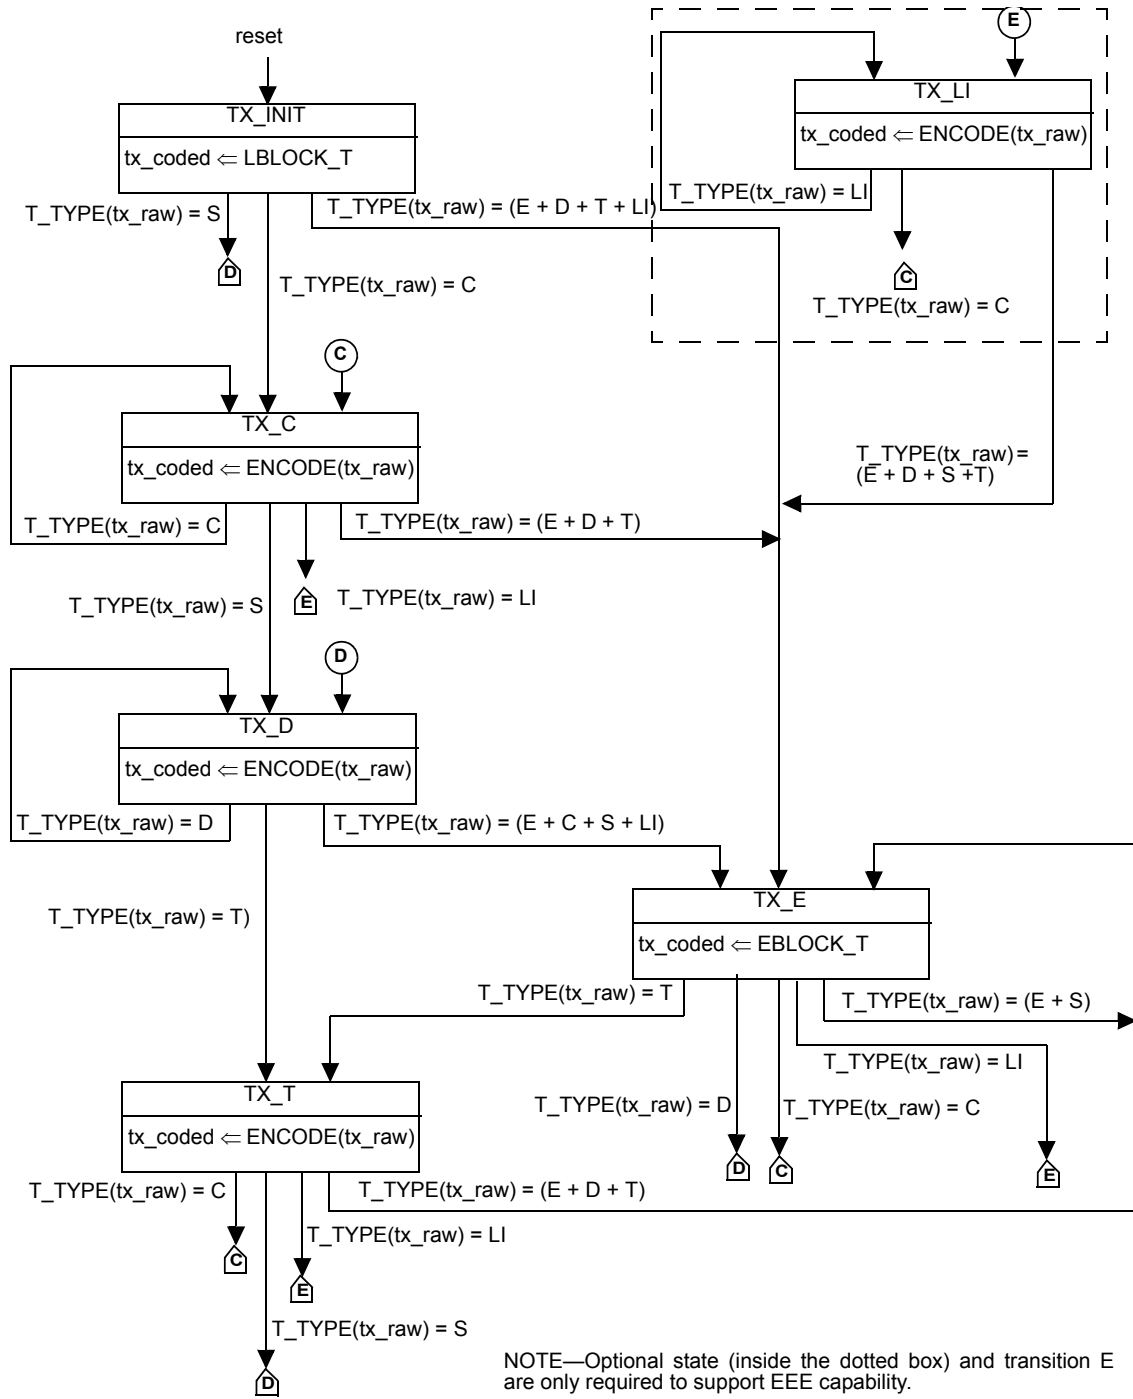 reset
E
TX_INIT
tx_coded ⇐ LBLOCK_T
TX_LI
tx_coded ⇐ ENCODE(tx_raw)
T_TYPE(tx_raw) = S
T_TYPE(tx_raw) = (E + D + T + LI)
T_TYPE(tx_raw) = LI
D
T_TYPE(tx_raw) = C
C
T_TYPE(tx_raw) = C
C
TX_C
tx_coded ⇐ ENCODE(tx_raw)
T_TYPE(tx_raw) =
(E + D + S +T)
T_TYPE(tx_raw) = C
T_TYPE(tx_raw) = (E + D + T)
T_TYPE(tx_raw) = S
E
T_TYPE(tx_raw) = LI
D
TX_D
tx_coded ⇐ ENCODE(tx_raw)
T_TYPE(tx_raw) = D
T_TYPE(tx_raw) = (E + C + S + LI)
T_TYPE(tx_raw) = T)
TX_E
tx_coded ⇐ EBLOCK_T
T_TYPE(tx_raw) = T
T_TYPE(tx_raw) = (E + S)
T_TYPE(tx_raw) = LI
T_TYPE(tx_raw) = D
T_TYPE(tx_raw) = C
D
C
E
TX_T
tx_coded ⇐ ENCODE(tx_raw)
T_TYPE(tx_raw) = C
T_TYPE(tx_raw) = (E + D + T)
T_TYPE(tx_raw) = LI
C
E
T_TYPE(tx_raw) = S
D
NOTE—Optional state (inside the dotted box) and transition E
are only required to support EEE capability.